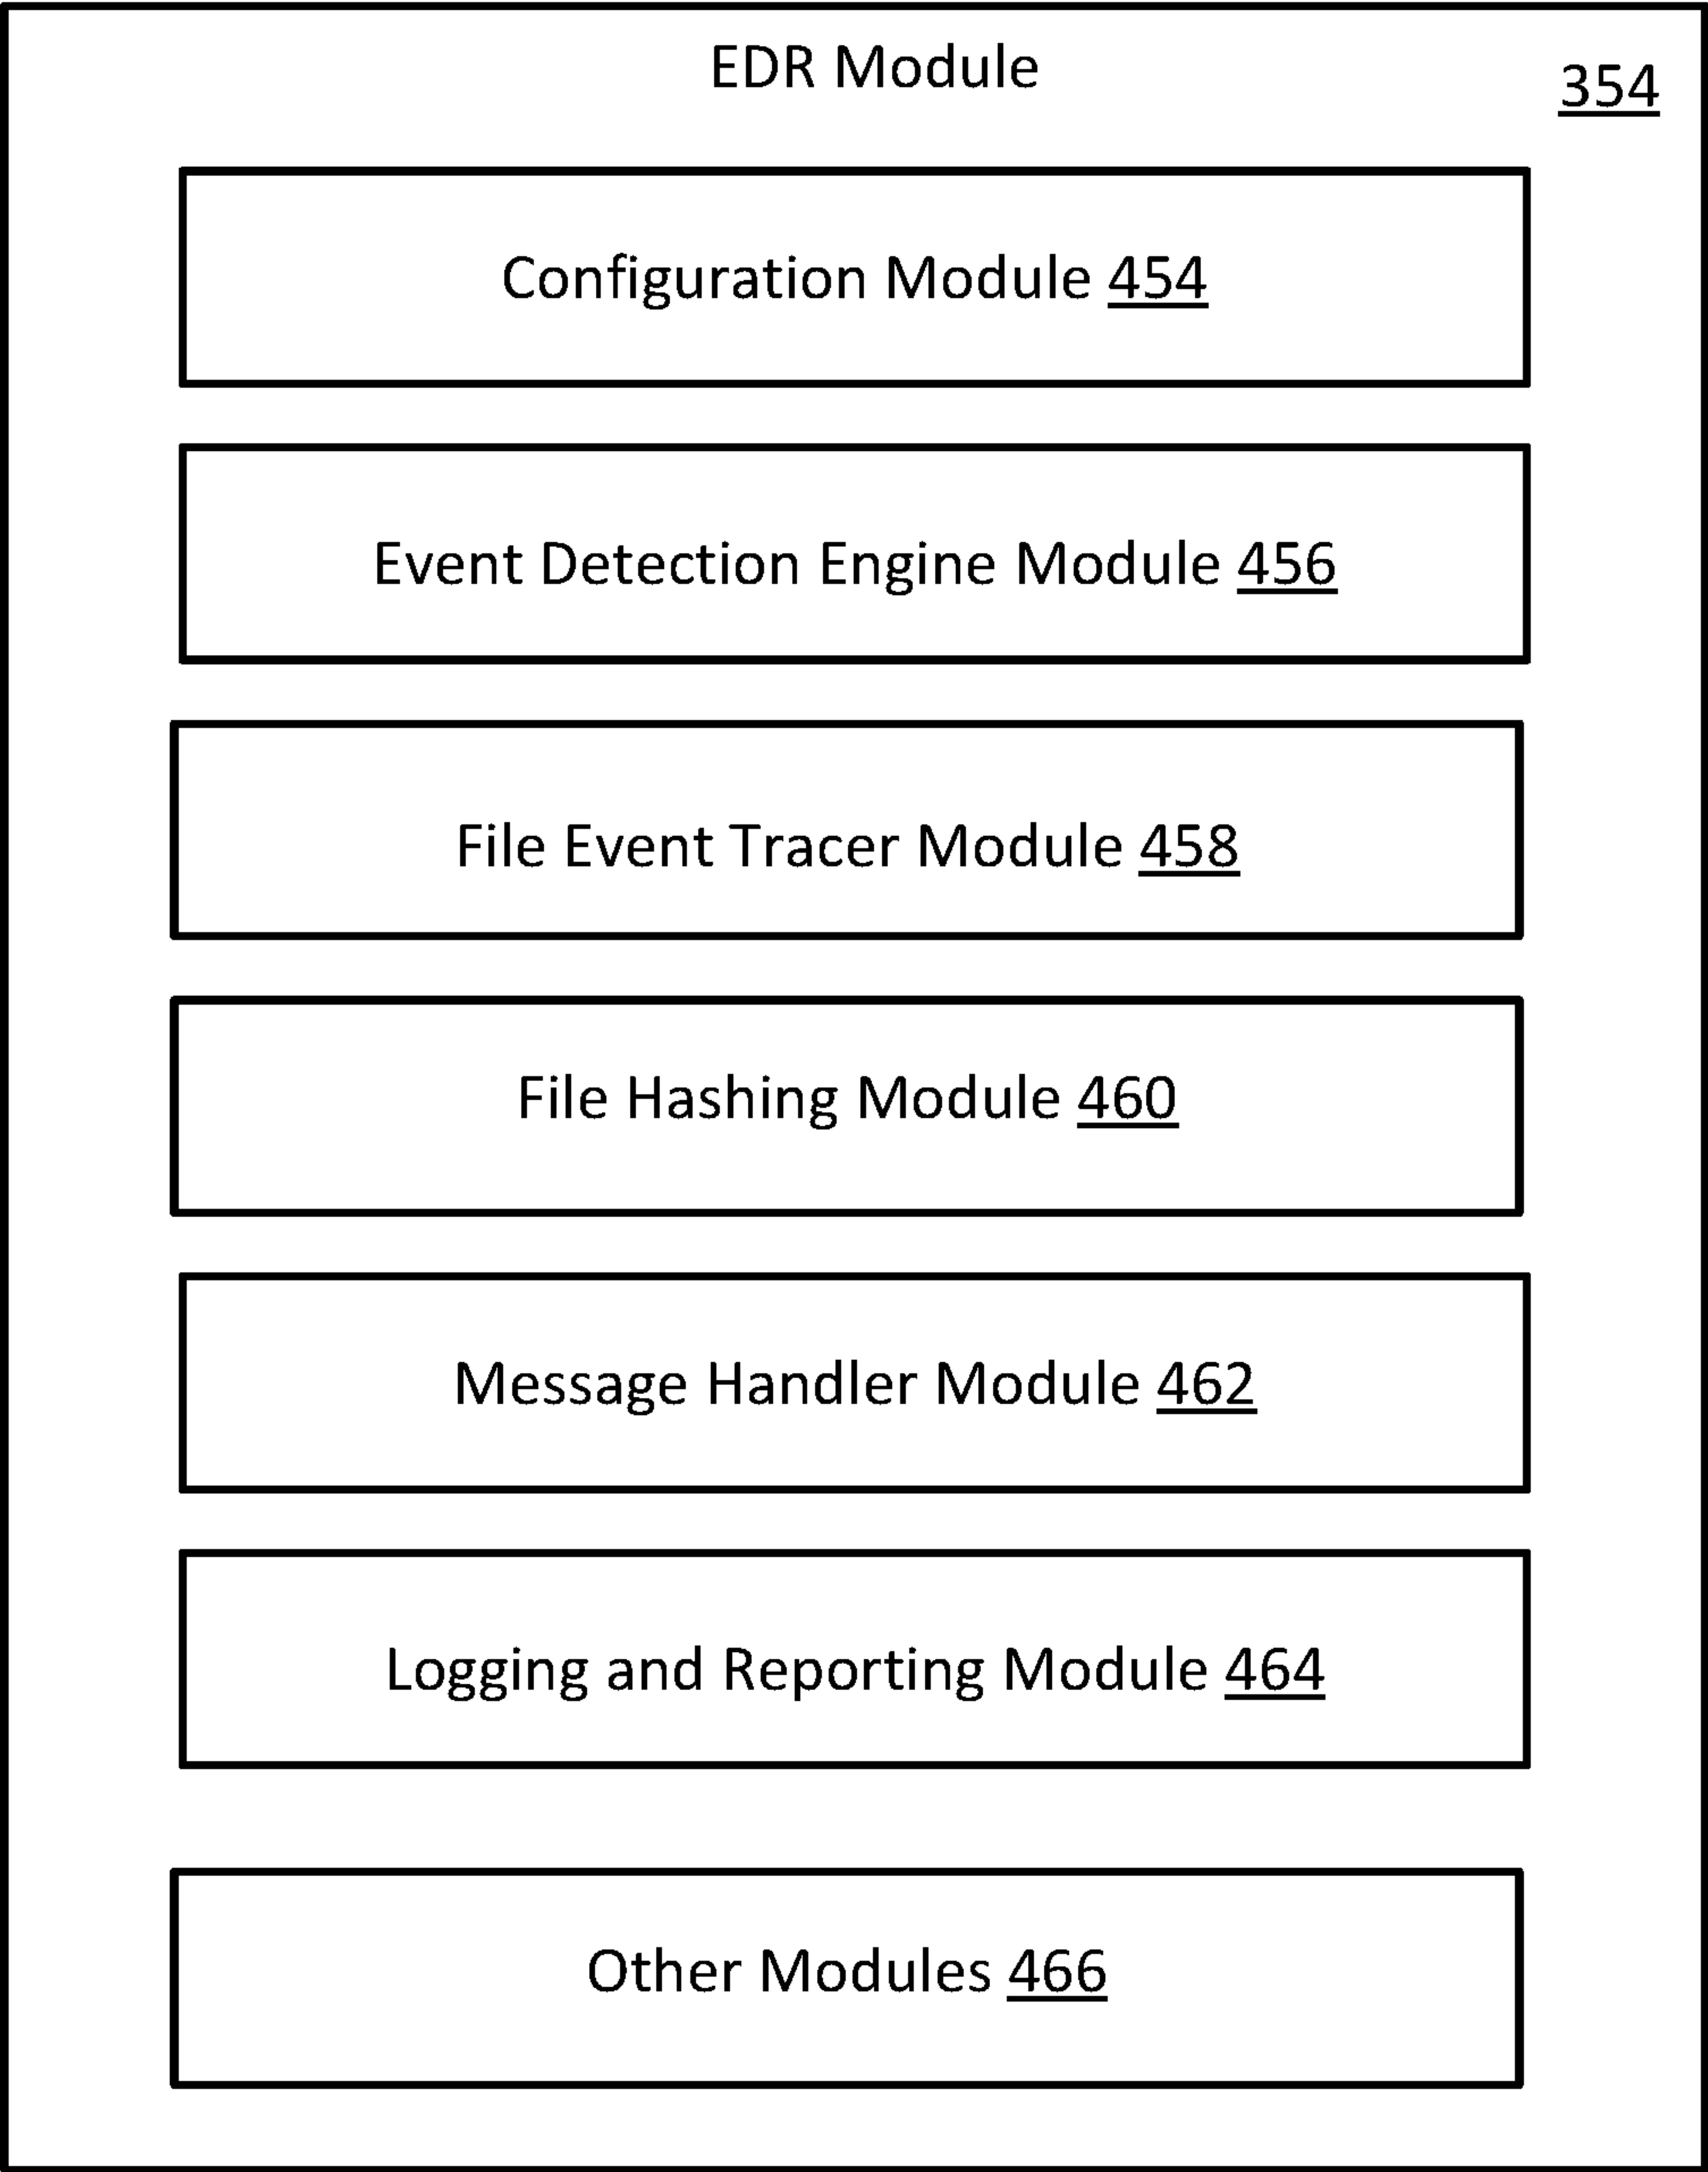 EDR Module
354
Configuration Module 454
Event Detection Engine Module 456
File Event Tracer Module 458
File Hashing Module 460
Message Handler Module 462
Logging and Reporting Module 464
Other Modules 466